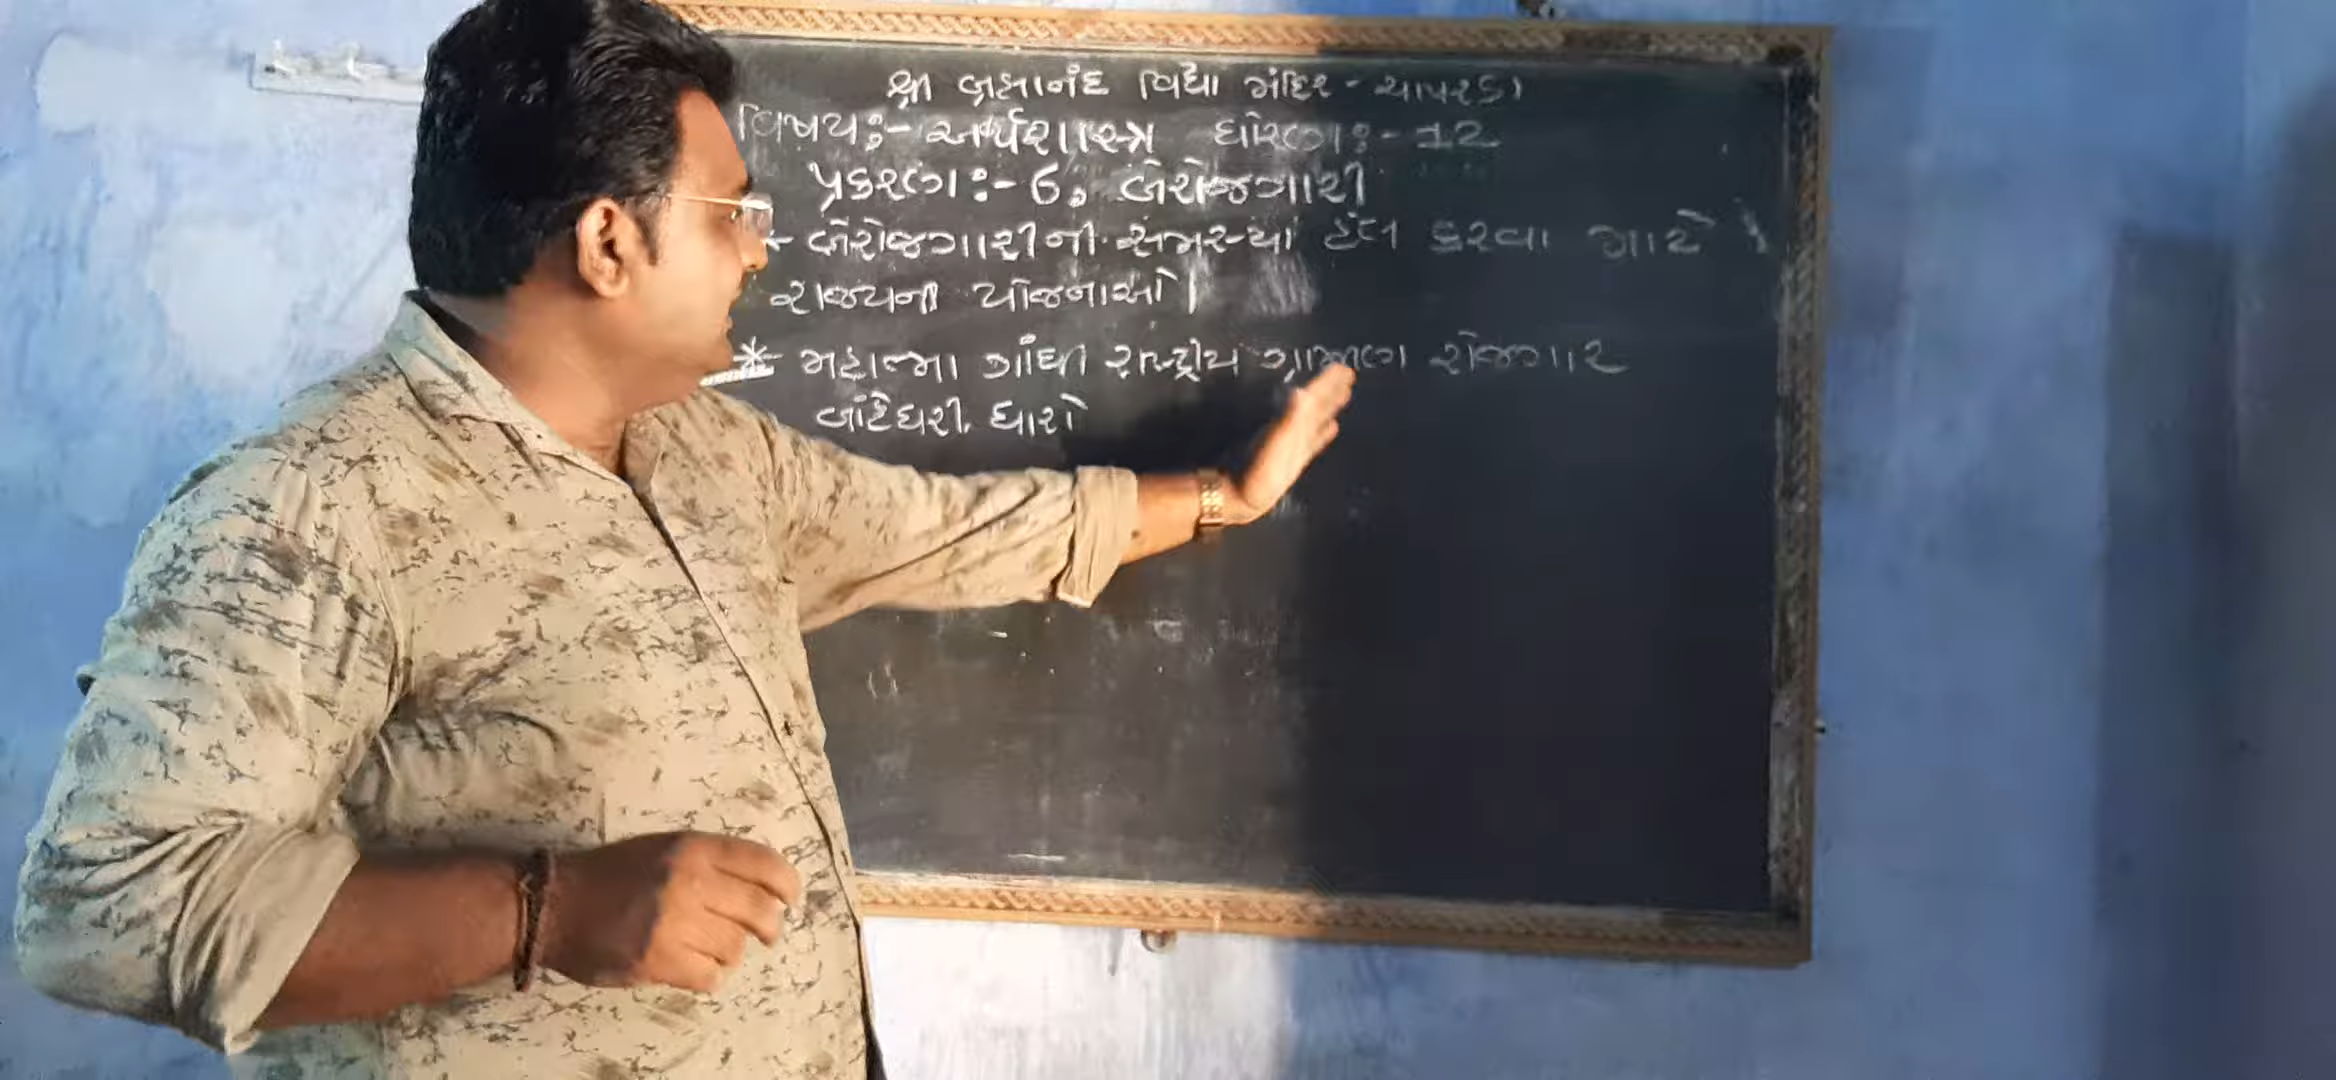 શ્રી બ્રહ્માનંદ વિદ્યા મંદિર - ચાપરડા
વિષય:- અર્થશાસ્ત્ર ધોરણ:- 12
પ્રકરણ:- 6. બેરોજગારી
બેરોજગારીની સમસ્યા હલ કરવા માટે
રાજ્યની યોજનાઓ
* મહાત્મા ગાંધી રાષ્ટ્રીય ગ્રામીણ રોજગાર
બાંહેધરી ધારો